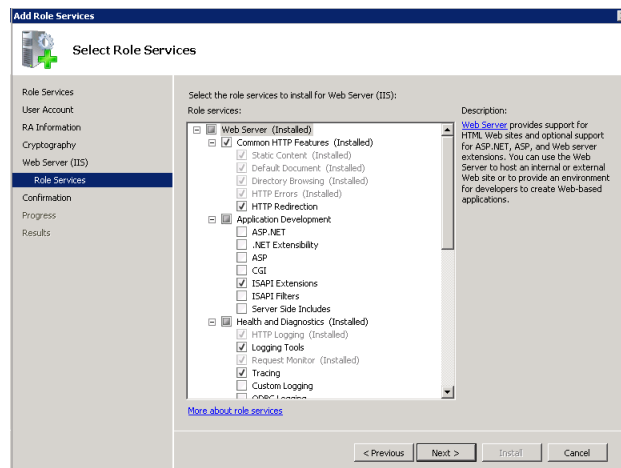 Add Role Services
Select Role Services
Role Services
User Account
RA Information
Cryptography
Web Server (IIS)
Role Services
Confirmation
Progress
Results
Select the role services to install for Web Server (IIS):
Role services:
Web Server (Installed)
Common HTTP Features (Installed)
Static Content (Installed)
Default Document (Installed)
Directory Browsing (Installed)
HTTP Errors (Installed)
HTTP Redirection
Application Development
ASP.NET
.NET Extensibility
ASP
CGI
ISAPI Extensions
ISAPI Filters
Server Side Includes
Health and Diagnostics (Installed)
HTTP Logging (Installed)
Logging Tools
Request Monitor (Installed)
Tracing
Custom Logging
ODBC Logging
More about role services
Description:
Web Server provides support for
HTML Web sites and optional support
for ASP.NET, ASP, and Web server
extensions. You can use the Web
Server to host an internal or external
Web site or to provide an environment
for developers to create Web-based
applications.
< Previous
Next >
Install
Cancel